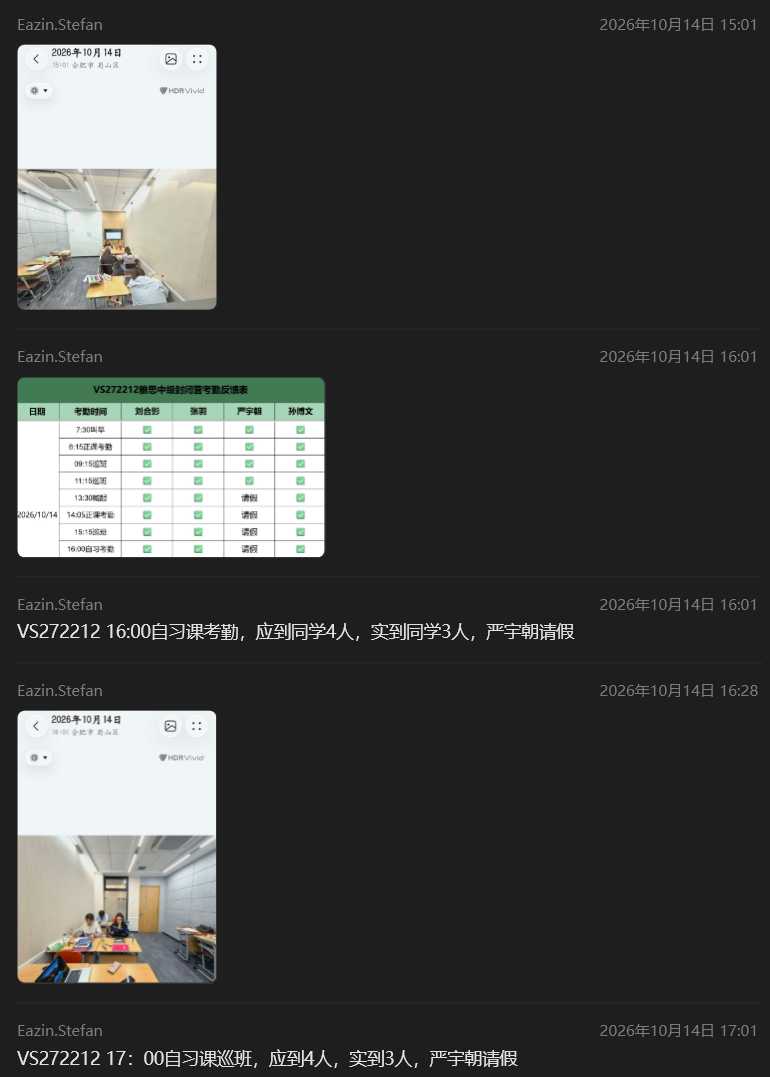 Eazin.Stefan 2026年10月14日 15:01
2026年10月14日
15:01 合肥市 蜀山区
HDR Vivid
Eazin.Stefan 2026年10月14日 16:01
VS272212雅思中级封闭营考勤反馈表
日期 考勤时间 刘合影 张羽 严宇朝 孙博文
7:30叫早 ✅ ✅ ✅ ✅
8:15正课考勤 ✅ ✅ ✅ ✅
09:15巡班 ✅ ✅ ✅ ✅
11:15巡班 ✅ ✅ ✅ ✅
13:30 ✅ ✅ 请假 ✅
2026/10/14 14:05正课考勤 ✅ ✅ 请假 ✅
15:15巡班 ✅ ✅ 请假 ✅
16:00自习考勤 ✅ ✅ 请假 ✅
Eazin.Stefan 2026年10月14日 16:01
VS272212 16:00自习课考勤，应到同学4人，实到同学3人，严宇朝请假
Eazin.Stefan 2026年10月14日 16:28
2026年10月14日
16:01 合肥市 蜀山区
HDR Vivid
Eazin.Stefan 2026年10月14日 17:01
VS272212 17：00自习课巡班，应到4人，实到3人，严宇朝请假